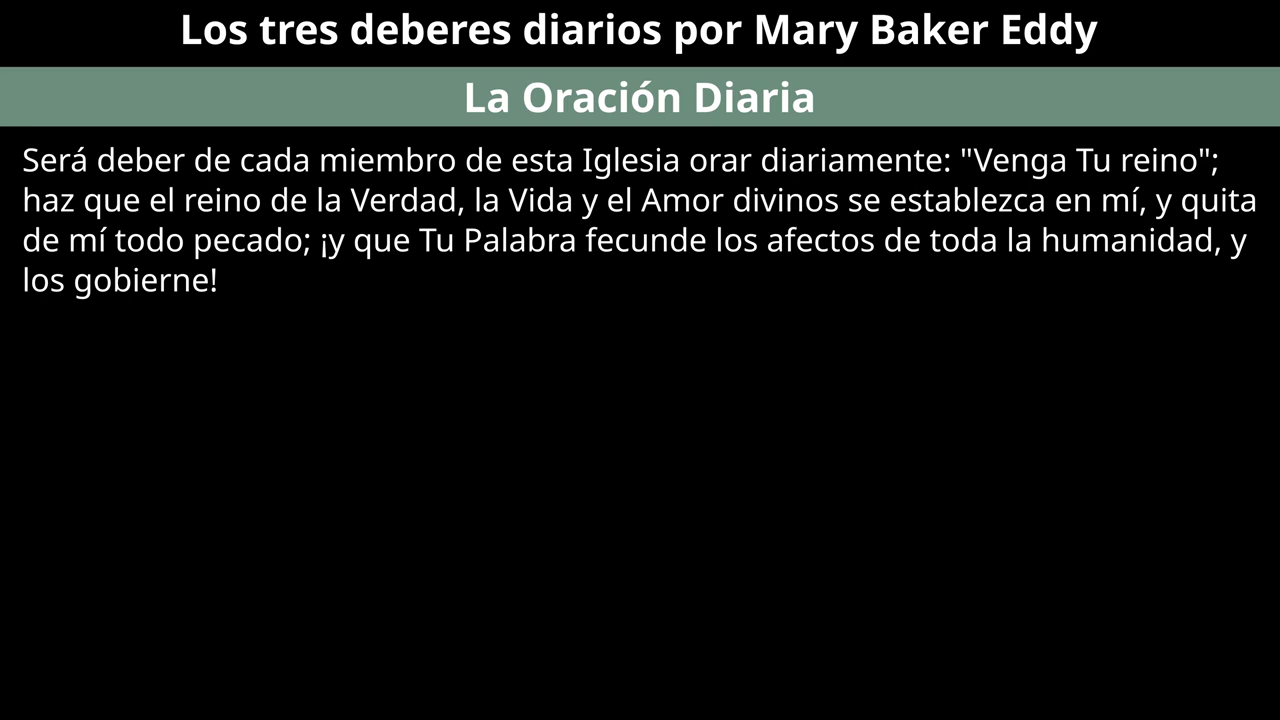 Los tres deberes diarios por Mary Baker Eddy
La Oración Diaria
Será deber de cada miembro de esta Iglesia orar diariamente: "Venga Tu reino";
haz que el reino de la Verdad, la Vida y el Amor divinos se establezca en mí, y quita
de mí todo pecado; ¡y que Tu Palabra fecunde los afectos de toda la humanidad, y
los gobierne!